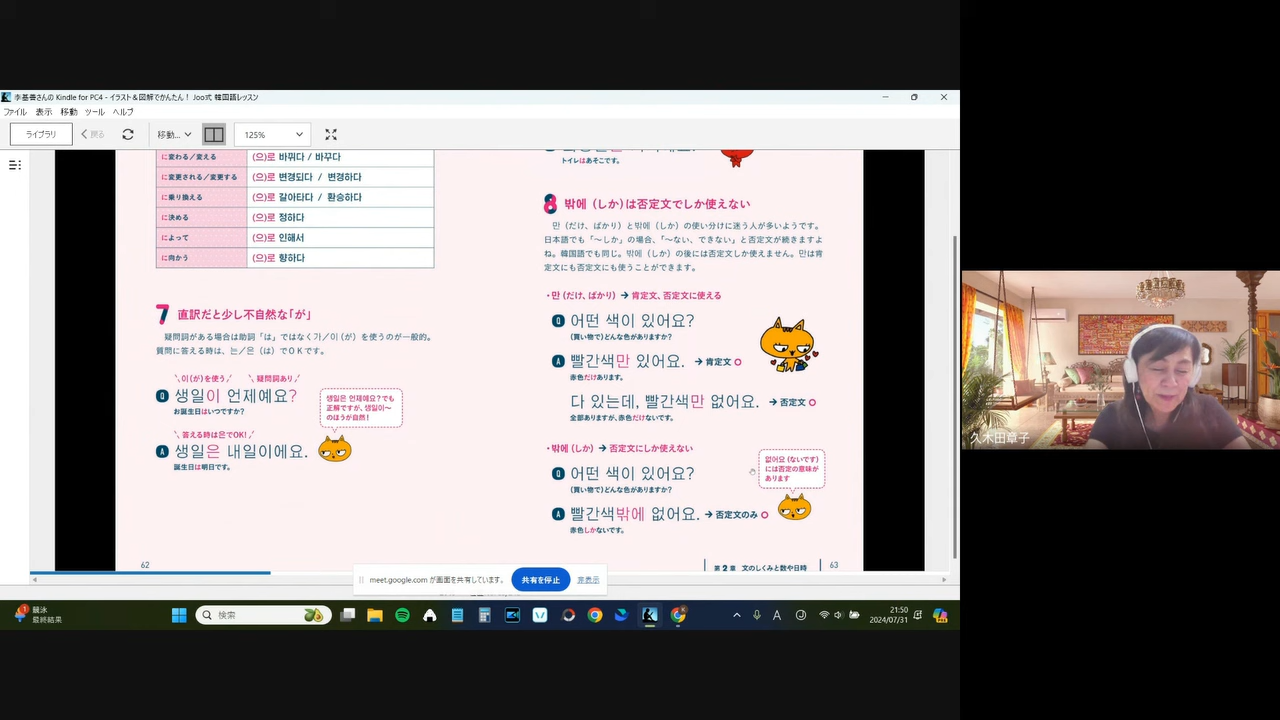 李基善さんの Kindle for PC4 - イラスト＆図解でかんたん！ Joo式 韓国語レッスン
ファイル 表示 移動 ツール ヘルプ
ライブラリ 戻る 移動... 125%
に変わる／変える (으)로 바뀌다 / 바꾸다
に変更される／変更する (으)로 변경되다 / 변경하다
に乗り換える (으)로 갈아타다 / 환승하다
に決める (으)로 정하다
によって (으)로 인해서
に向かう (으)로 향하다
7 直訳だと少し不自然な「が」
疑問詞がある場合は助詞「は」ではなく가／이（が）を使うのが一般的。
質問に答える時は、는／은（は）でＯＫです。
이(が)を使う 疑問詞あり
Q 생일이 언제예요?
お誕生日はいつですか？
생일은 언제예요？でも
正解ですが、생일이〜
のほうが自然！
答える時は은でOK!
A 생일은 내일이에요.
誕生日は明日です。
62
トイレはあそこです。
8 밖에（しか）は否定文でしか使えない
만（だけ、ばかり）と밖에（しか）の使い分けに迷う人が多いようです。
日本語でも「〜しか」の場合、「〜ない、できない」と否定文が続きますよ
ね。韓国語でも同じ。밖에（しか）の後には否定文しか使えません。만は肯
定文にも否定文にも使うことができます。
・만（だけ、ばかり）→ 肯定文、否定文に使える
Q 어떤 색이 있어요?
（買い物で）どんな色がありますか？
A 빨간색만 있어요. → 肯定文 ○
赤色だけあります。
다 있는데, 빨간색만 없어요. → 否定文 ○
全部ありますが、赤色だけないです。
・밖에（しか）→ 否定文にしか使えない
Q 어떤 색이 있어요?
（買い物で）どんな色がありますか？
없어요（ないです）
には否定の意味が
あります
A 빨간색밖에 없어요. → 否定文のみ ○
赤色しかないです。
第2章 文のしくみと数や日時 63
meet.google.com が画面を共有しています。 共有を停止 非表示
久木田章子
1 競泳
最終結果
検索
A
21:50
2024/07/31